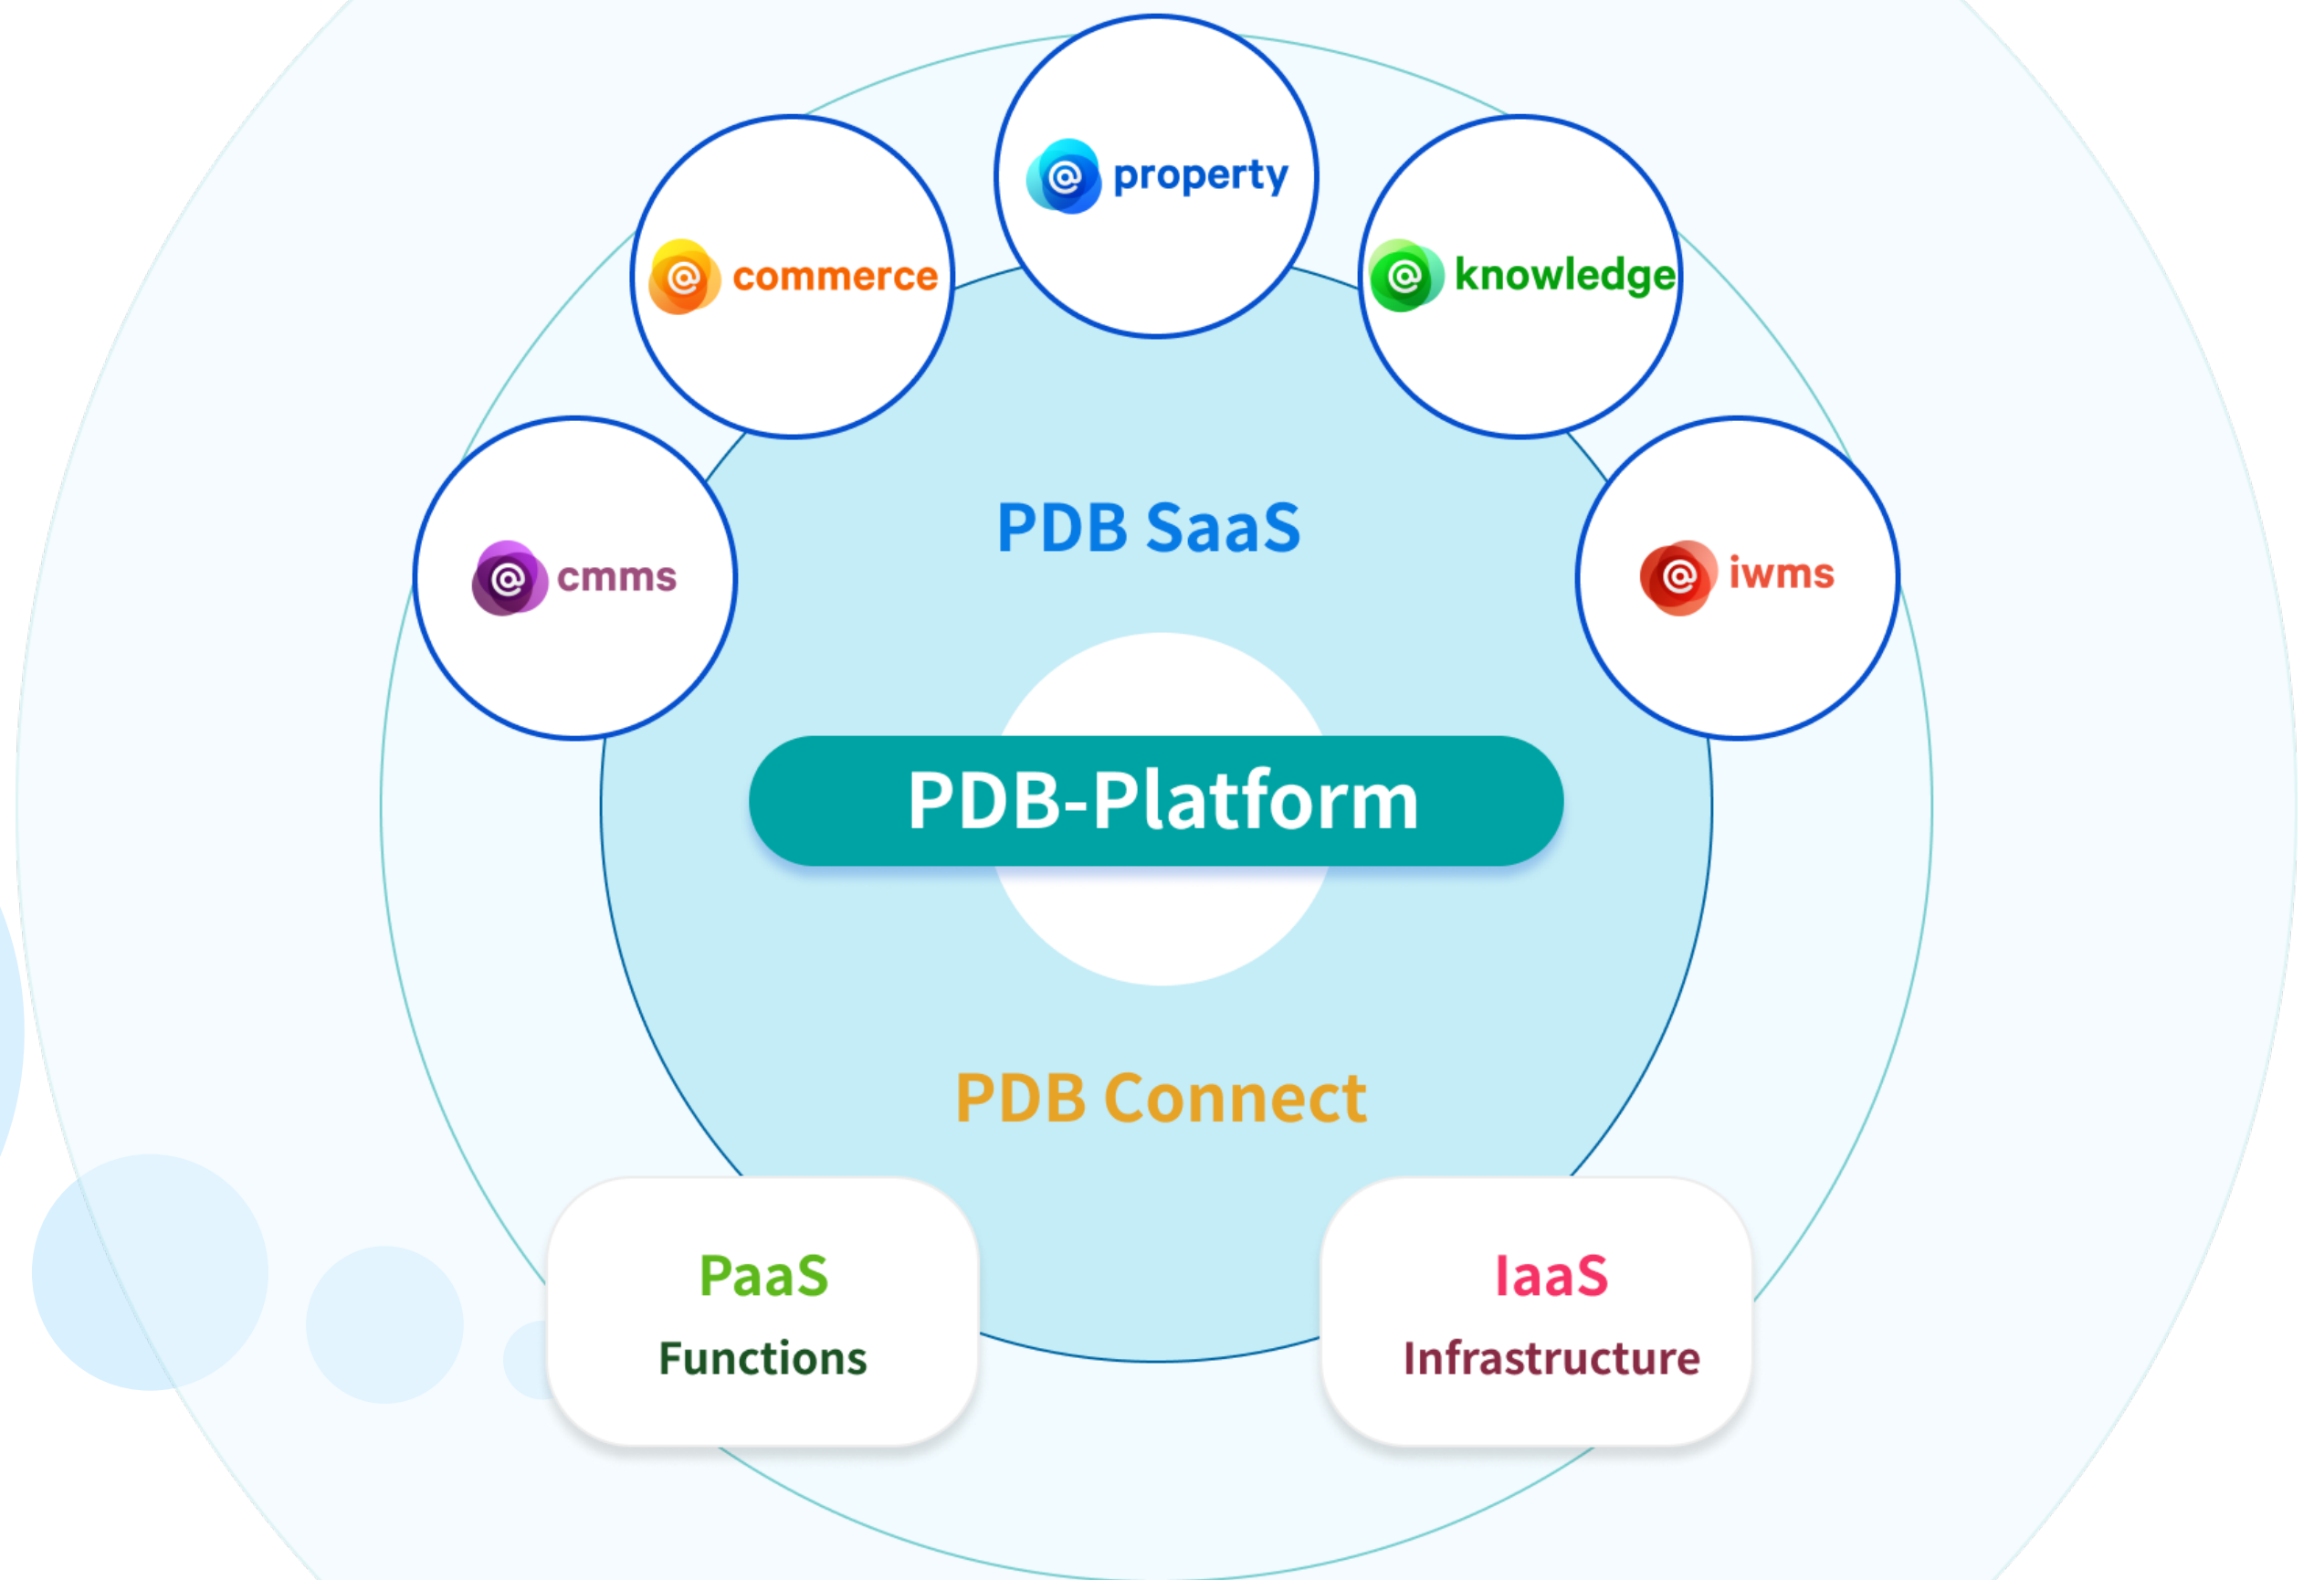 @ property
@ commerce
@ knowledge
PDB SaaS
@ cmms
@ iwms
PDB-Platform
PDB Connect
PaaS
Functions
IaaS
Infrastructure